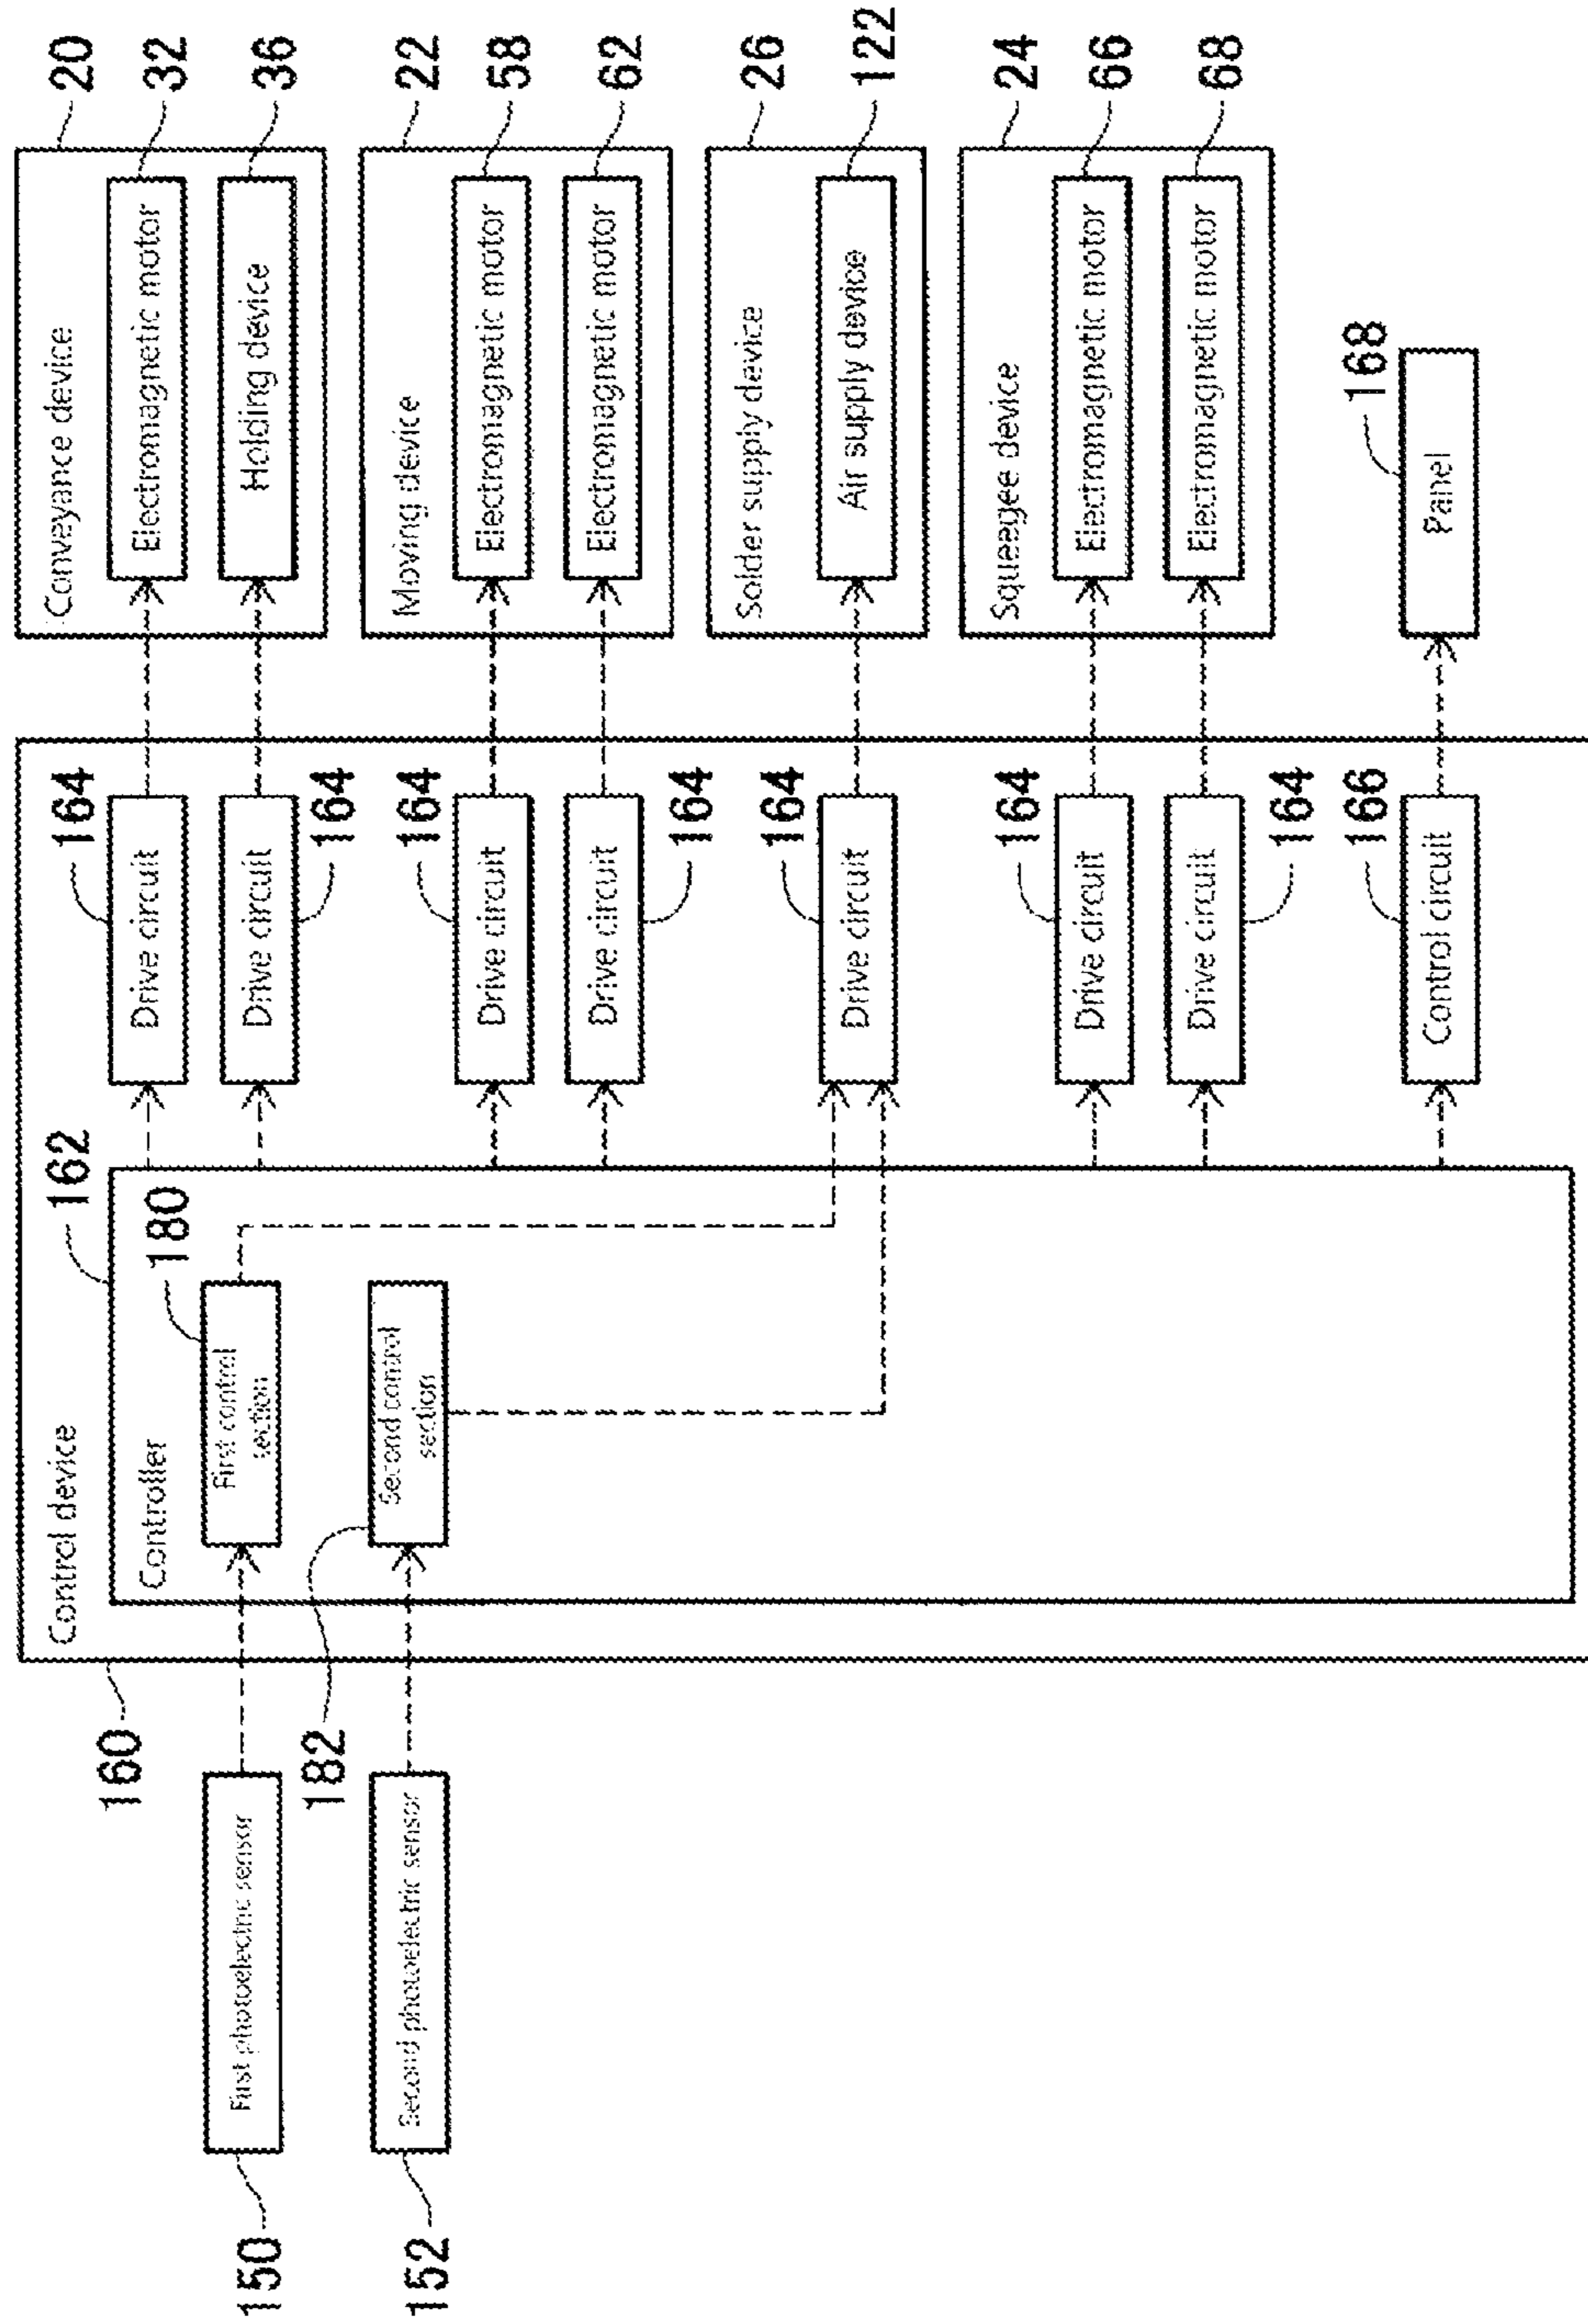 150
First photoelectric sensor
152
Second photoelectric sensor
160
Control device
162
Controller
180
First control
section
182
Second control
section
164
Drive circuit
Drive circuit
164
164
Drive circuit
Drive circuit
164
164
Drive circuit
164
Drive circuit
Drive circuit
164
166
Control circuit
20
Conveyance device
32
Electromagnetic motor
36
Holding device
22
Moving device
58
Electromagnetic motor
62
Electromagnetic motor
26
Solder supply device
122
Air supply device
24
Squeegee device
66
Electromagnetic motor
68
Electromagnetic motor
168
Panel